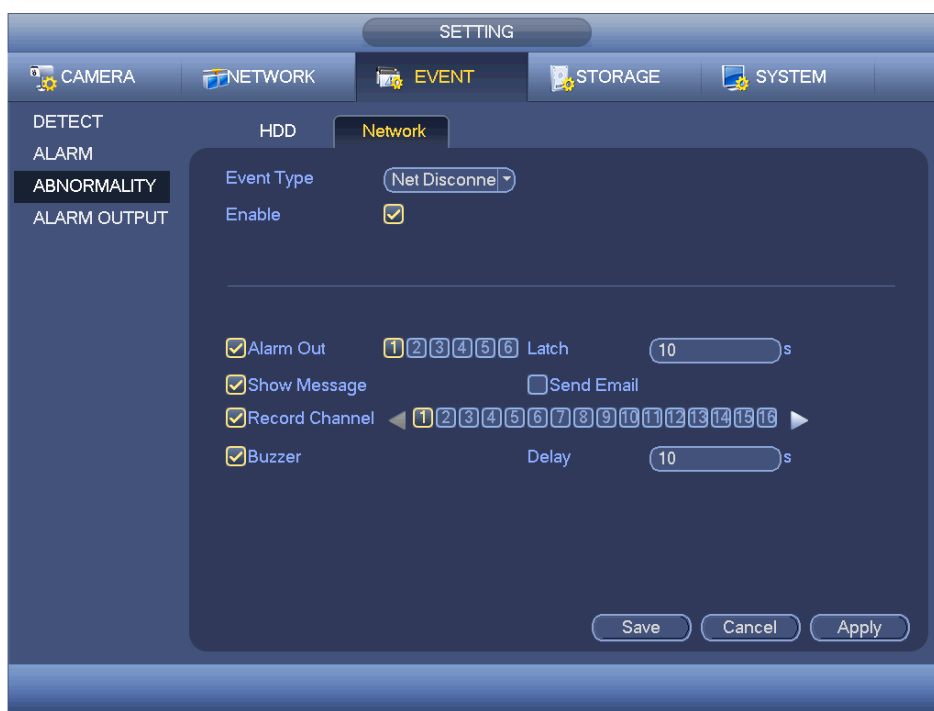 SETTING
CAMERA NETWORK EVENT STORAGE SYSTEM
DETECT
ALARM
ABNORMALITY
ALARM OUTPUT
HDD Network
Event Type Net Disconne
Enable
Alarm Out 1 2 3 4 5 6 Latch 10 s
Show Message Send Email
Record Channel 1 2 3 4 5 6 7 8 9 10 11 12 13 14 15 16
Buzzer Delay 10 s
Save Cancel Apply